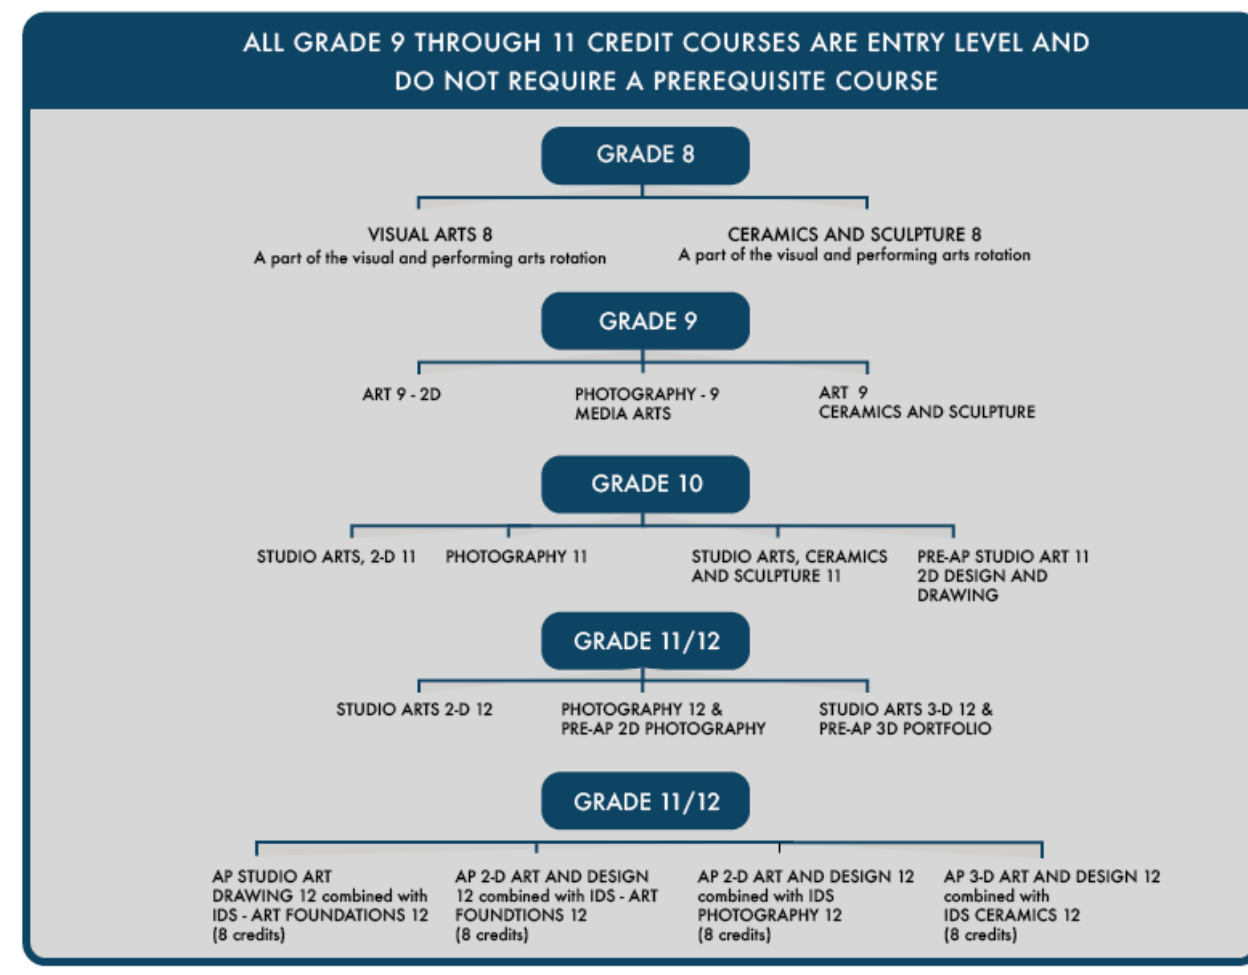 ALL GRADE 9 THROUGH 11 CREDIT COURSES ARE ENTRY LEVEL AND
DO NOT REQUIRE A PREREQUISITE COURSE
GRADE 8
VISUAL ARTS 8
A part of the visual and performing arts rotation
CERAMICS AND SCULPTURE 8
A part of the visual and performing arts rotation
GRADE 9
ART 9 - 2D
PHOTOGRAPHY - 9
MEDIA ARTS
ART 9
CERAMICS AND SCULPTURE
GRADE 10
STUDIO ARTS, 2-D 11
PHOTOGRAPHY 11
STUDIO ARTS, CERAMICS
AND SCULPTURE 11
PRE-AP STUDIO ART 11
2D DESIGN AND
DRAWING
GRADE 11/12
STUDIO ARTS 2-D 12
PHOTOGRAPHY 12 &
PRE-AP 2D PHOTOGRAPHY
STUDIO ARTS 3-D 12 &
PRE-AP 3D PORTFOLIO
GRADE 11/12
AP STUDIO ART
DRAWING 12 combined with
IDS - ART FOUNDATIONS 12
(8 credits)
AP 2-D ART AND DESIGN
12 combined with IDS - ART
FOUNDTIONS 12
(8 credits)
AP 2-D ART AND DESIGN 12
combined with IDS
PHOTOGRAPHY 12
(8 credits)
AP 3-D ART AND DESIGN 12
combined with
IDS CERAMICS 12
(8 credits)